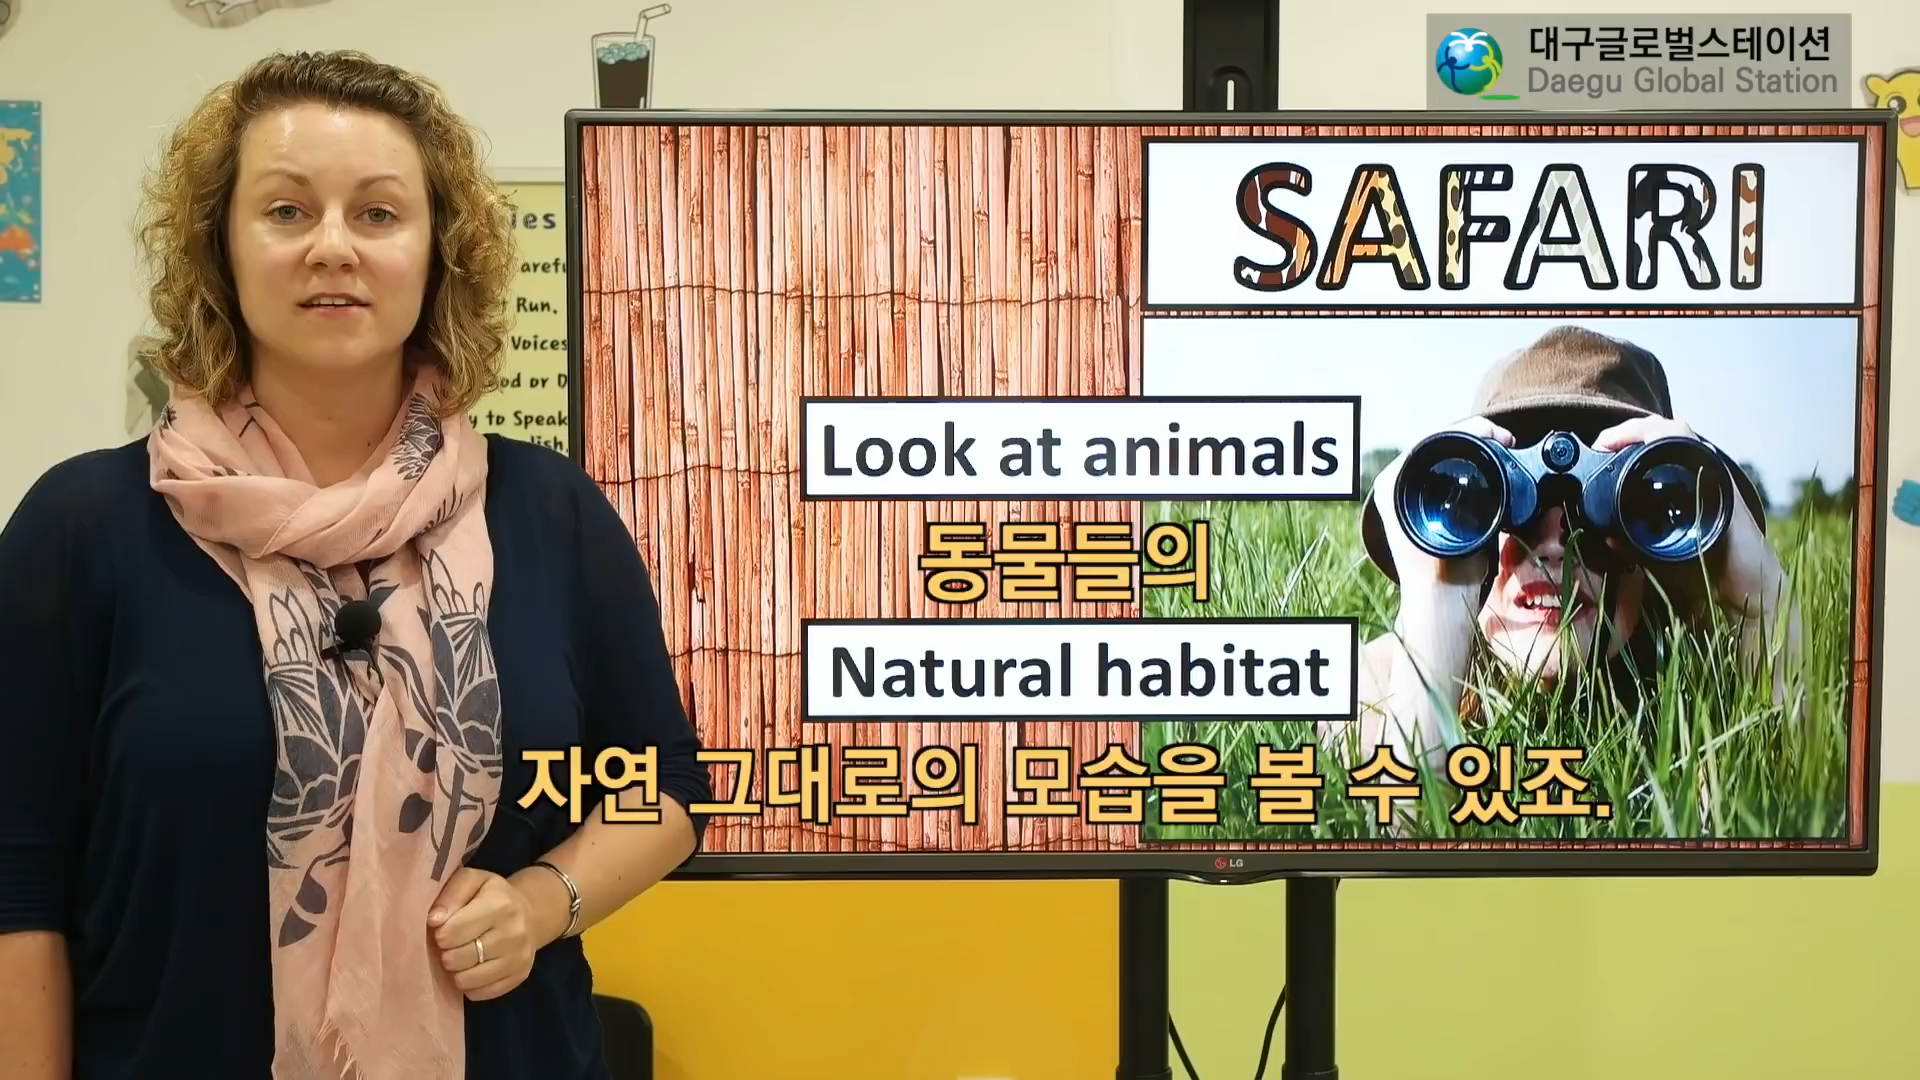 대구글로벌스테이션
Daegu Global Station
SAFARI
Look at animals
동물들의
Natural habitat
자연 그대로의 모습을 볼 수 있죠.
Run.
Voices
to Speak
LG